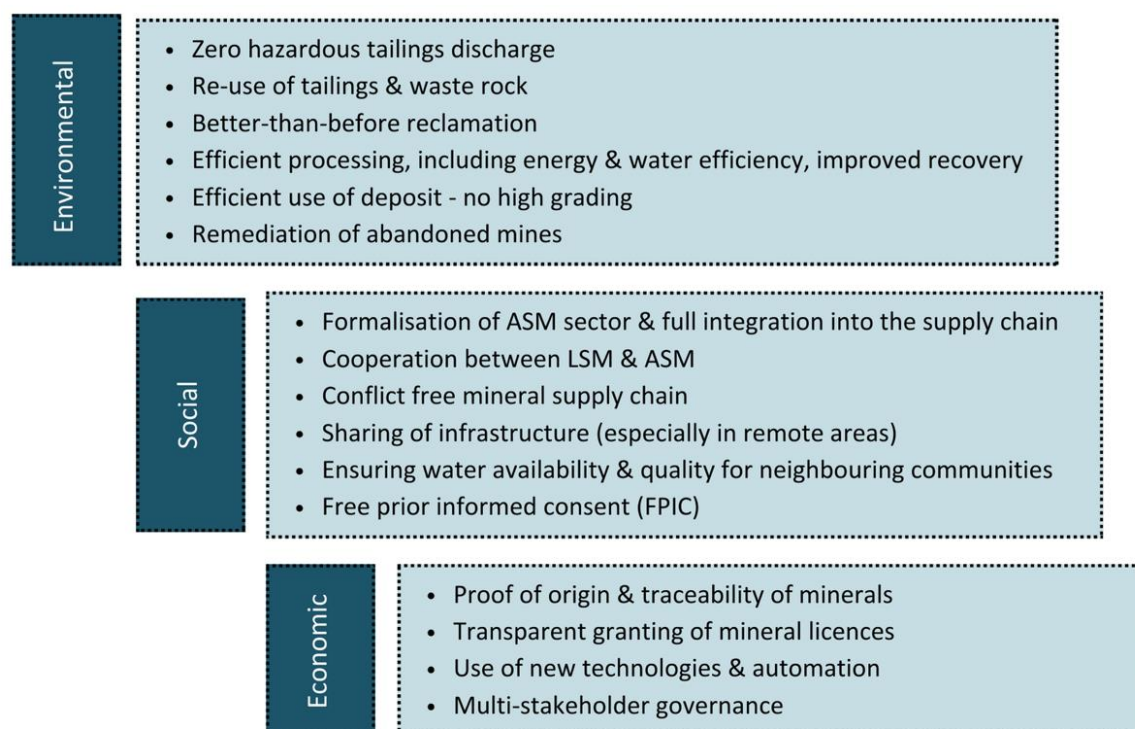 Environmental
• Zero hazardous tailings discharge
• Re-use of tailings & waste rock
• Better-than-before reclamation
• Efficient processing, including energy & water efficiency, improved recovery
• Efficient use of deposit - no high grading
• Remediation of abandoned mines
Social
• Formalisation of ASM sector & full integration into the supply chain
• Cooperation between LSM & ASM
• Conflict free mineral supply chain
• Sharing of infrastructure (especially in remote areas)
• Ensuring water availability & quality for neighbouring communities
• Free prior informed consent (FPIC)
Economic
• Proof of origin & traceability of minerals
• Transparent granting of mineral licences
• Use of new technologies & automation
• Multi-stakeholder governance